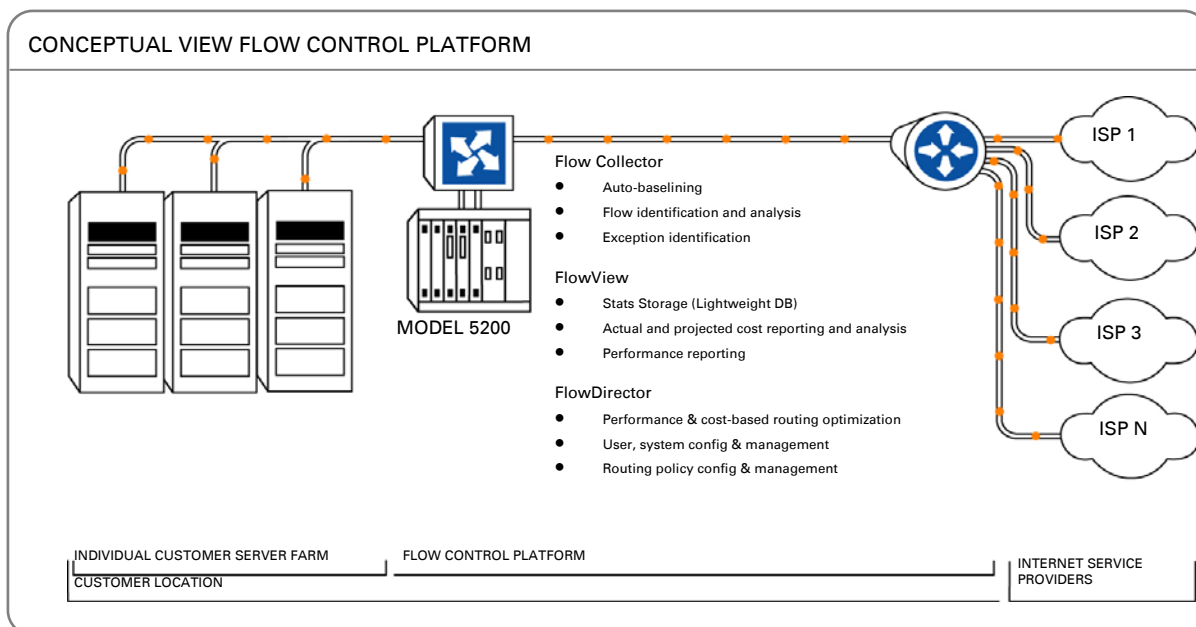 CONCEPTUAL VIEW FLOW CONTROL PLATFORM
ISP 1
ISP 2
ISP 3
ISP N
MODEL 5200
Flow Collector
● Auto-baselining
● Flow identification and analysis
● Exception identification
FlowView
● Stats Storage (Lightweight DB)
● Actual and projected cost reporting and analysis
● Performance reporting
FlowDirector
● Performance & cost-based routing optimization
● User, system config & management
● Routing policy config & management
INDIVIDUAL CUSTOMER SERVER FARM
FLOW CONTROL PLATFORM
CUSTOMER LOCATION
INTERNET SERVICE
PROVIDERS